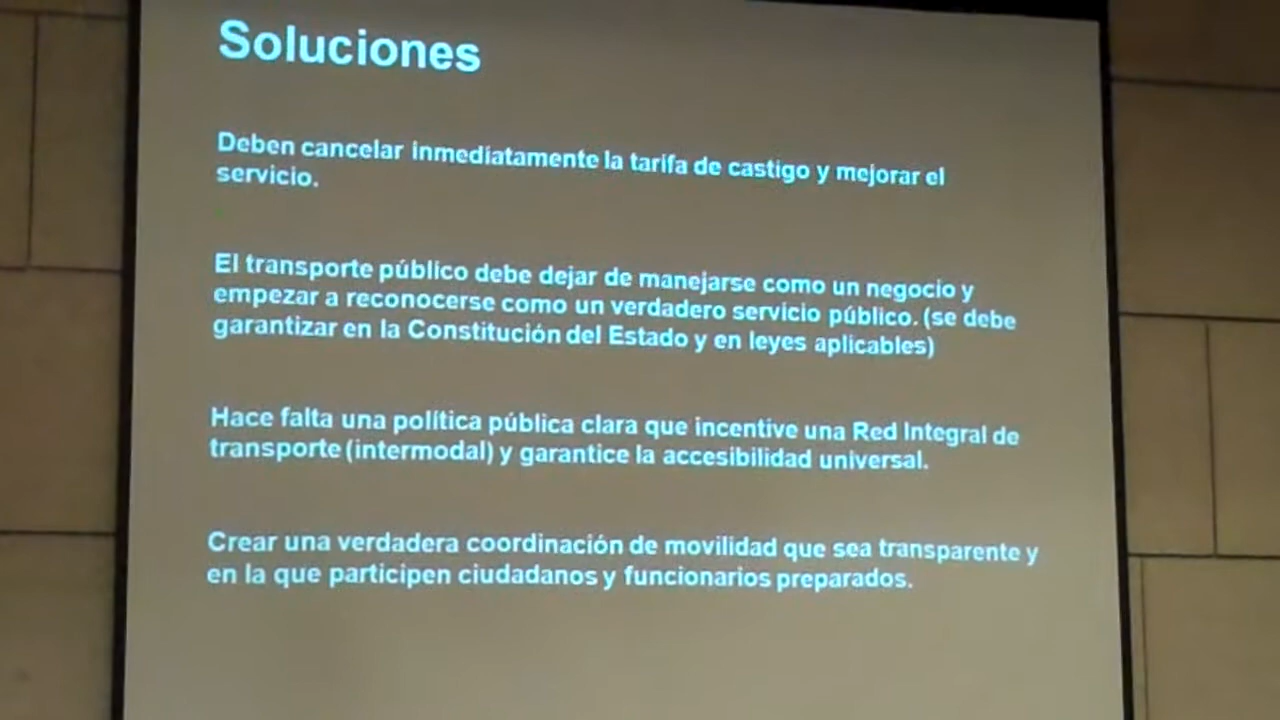 Soluciones
Deben cancelar inmediatamente la tarifa de castigo y mejorar el
servicio.
El transporte público debe dejar de manejarse como un negocio y
empezar a reconocerse como un verdadero servicio público. (se debe
garantizar en la Constitución del Estado y en leyes aplicables)
Hace falta una política pública clara que incentive una Red Integral de
transporte (intermodal) y garantice la accesibilidad universal.
Crear una verdadera coordinación de movilidad que sea transparente y
en la que participen ciudadanos y funcionarios preparados.